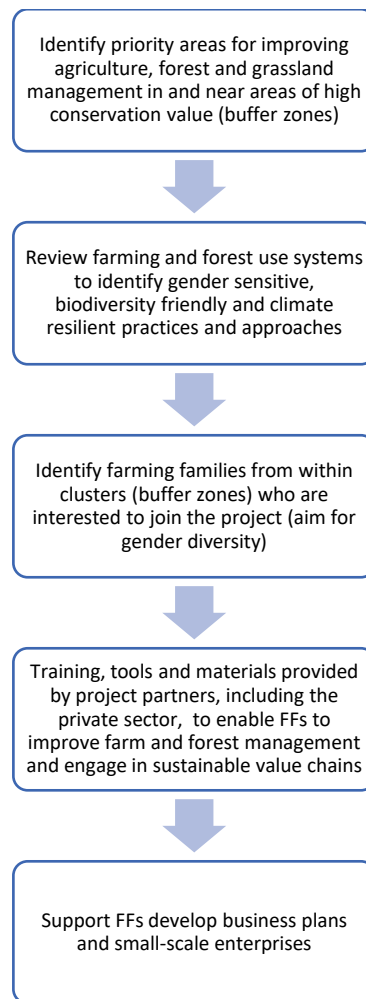 Identify priority areas for improving
agriculture, forest and grassland
management in and near areas of high
conservation value (buffer zones)
Review farming and forest use systems
to identify gender sensitive,
biodiversity friendly and climate
resilient practices and approaches
Identify farming families from within
clusters (buffer zones) who are
interested to join the project (aim for
gender diversity)
Training, tools and materials provided
by project partners, including the
private sector,  to enable FFs to
improve farm and forest management
and engage in sustainable value chains
Support FFs develop business plans
and small-scale enterprises